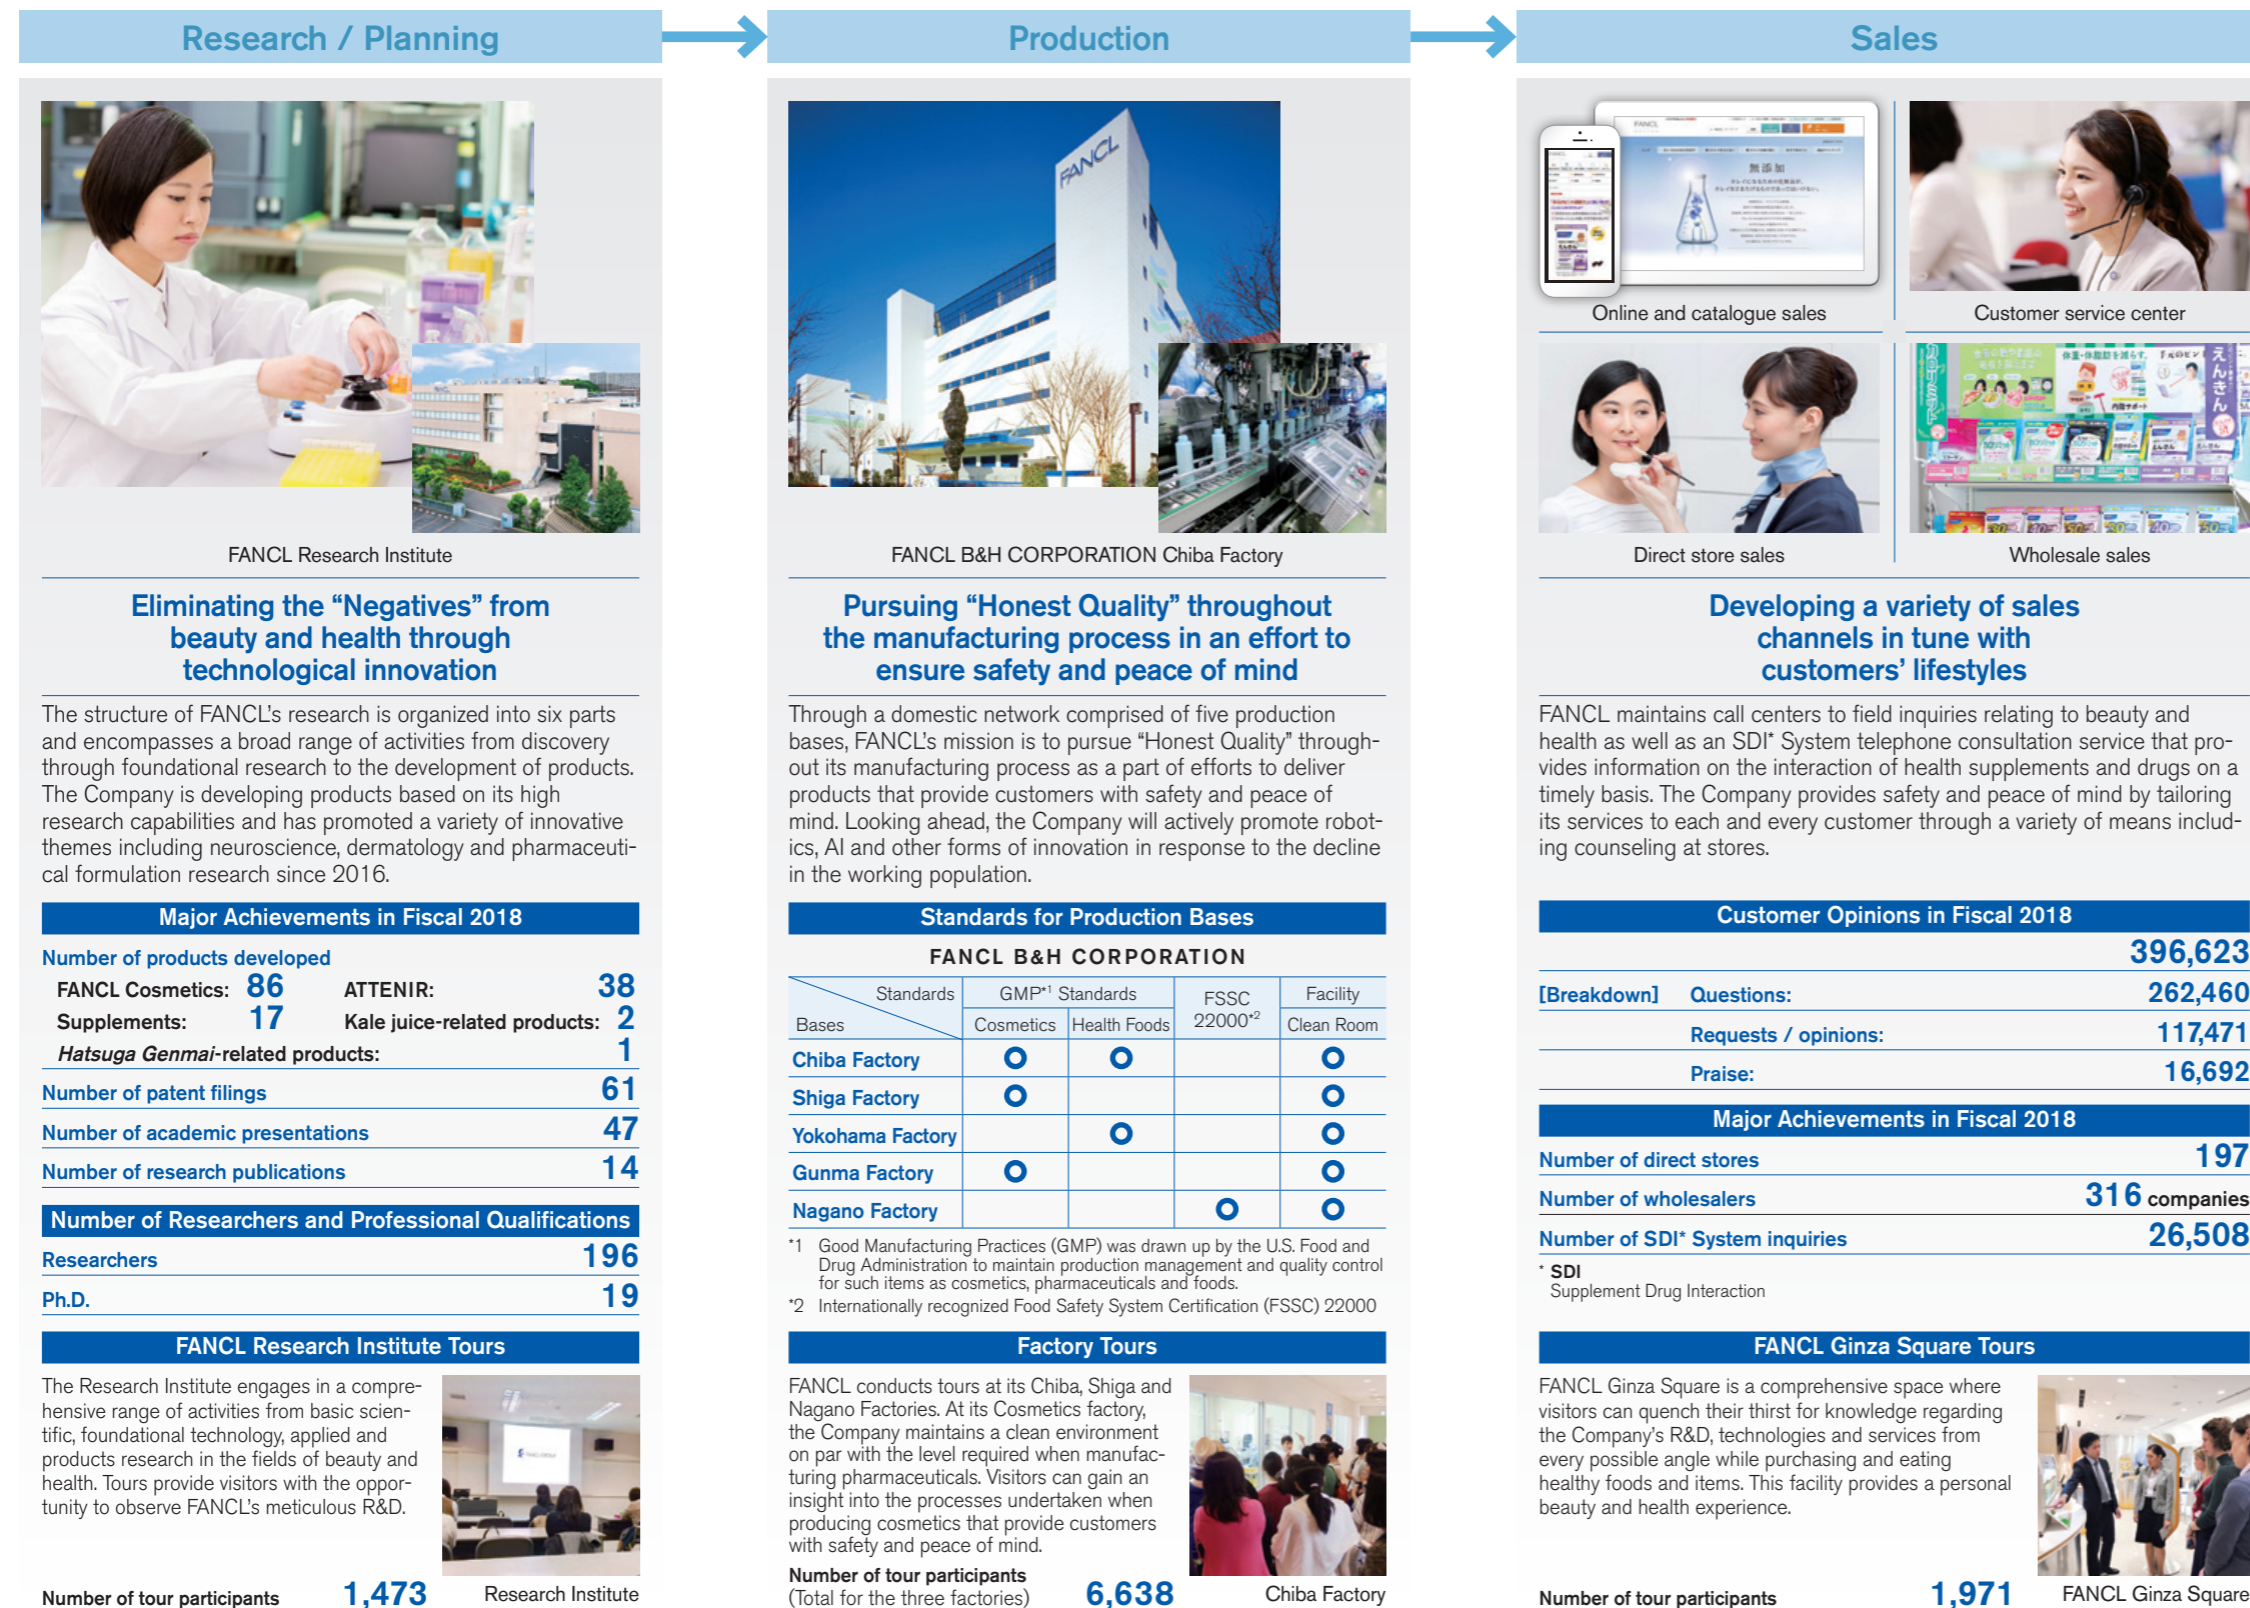 Research / Planning
FANCL Research Institute
Eliminating the “Negatives” from
beauty and health through
technological innovation
The structure of FANCL’s research is organized into six parts
and encompasses a broad range of activities from discovery
through foundational research to the development of products.
The Company is developing products based on its high
research capabilities and has promoted a variety of innovative
themes including neuroscience, dermatology and pharmaceuti-
cal formulation research since 2016.
Major Achievements in Fiscal 2018
Number of products developed
FANCL Cosmetics: 86 ATTENIR: 38
Supplements: 17 Kale juice-related products: 2
Hatsuga Genmai-related products: 1
Number of patent filings 61
Number of academic presentations 47
Number of research publications 14
Number of Researchers and Professional Qualifications
Researchers 196
Ph.D. 19
FANCL Research Institute Tours
The Research Institute engages in a compre-
hensive range of activities from basic scien-
tific, foundational technology, applied and
products research in the fields of beauty and
health. Tours provide visitors with the oppor-
tunity to observe FANCL’s meticulous R&D.
Number of tour participants 1,473 Research Institute
Production
FANCL
FANCL B&H CORPORATION Chiba Factory
Pursuing “Honest Quality” throughout
the manufacturing process in an effort to
ensure safety and peace of mind
Through a domestic network comprised of five production
bases, FANCL’s mission is to pursue “Honest Quality” through-
out its manufacturing process as a part of efforts to deliver
products that provide customers with safety and peace of
mind. Looking ahead, the Company will actively promote robot-
ics, AI and other forms of innovation in response to the decline
in the working population.
Standards for Production Bases
FANCL B&H CORPORATION
Standards GMP*1 Standards FSSC 22000*2 Facility
Bases Cosmetics Health Foods Clean Room
Chiba Factory
Shiga Factory
Yokohama Factory
Gunma Factory
Nagano Factory
*1 Good Manufacturing Practices (GMP) was drawn up by the U.S. Food and
Drug Administration to maintain production management and quality control
for such items as cosmetics, pharmaceuticals and foods.
*2 Internationally recognized Food Safety System Certification (FSSC) 22000
Factory Tours
FANCL conducts tours at its Chiba, Shiga and
Nagano Factories. At its Cosmetics factory,
the Company maintains a clean environment
on par with the level required when manufac-
turing pharmaceuticals. Visitors can gain an
insight into the processes undertaken when
producing cosmetics that provide customers
with safety and peace of mind.
Number of tour participants
(Total for the three factories) 6,638 Chiba Factory
Sales
FANCL
無添加
Online and catalogue sales
Customer service center
体重・体脂肪を減らす
えんきん
Direct store sales
Wholesale sales
Developing a variety of sales
channels in tune with
customers’ lifestyles
FANCL maintains call centers to field inquiries relating to beauty and
health as well as an SDI* System telephone consultation service that pro-
vides information on the interaction of health supplements and drugs on a
timely basis. The Company provides safety and peace of mind by tailoring
its services to each and every customer through a variety of means includ-
ing counseling at stores.
Customer Opinions in Fiscal 2018
396,623
[Breakdown] Questions: 262,460
Requests / opinions: 117,471
Praise: 16,692
Major Achievements in Fiscal 2018
Number of direct stores 197
Number of wholesalers 316 companies
Number of SDI* System inquiries 26,508
* SDI
Supplement Drug Interaction
FANCL Ginza Square Tours
FANCL Ginza Square is a comprehensive space where
visitors can quench their thirst for knowledge regarding
the Company’s R&D, technologies and services from
every possible angle while purchasing and eating
healthy foods and items. This facility provides a personal
beauty and health experience.
Number of tour participants 1,971 FANCL Ginza Square